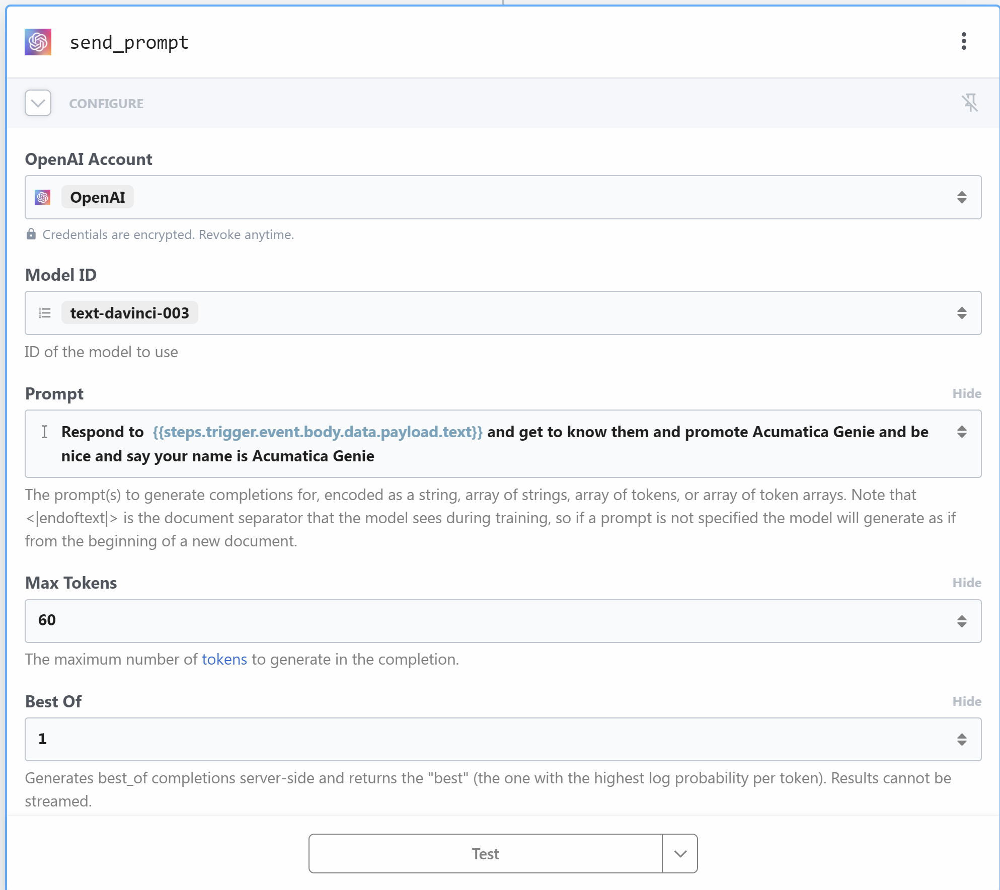 send_prompt
CONFIGURE
OpenAI Account
OpenAI
Credentials are encrypted. Revoke anytime.
Model ID
text-davinci-003
ID of the model to use
Prompt
Hide
Respond to {{steps.trigger.event.body.data.payload.text}} and get to know them and promote Acumatica Genie and be
nice and say your name is Acumatica Genie
The prompt(s) to generate completions for, encoded as a string, array of strings, array of tokens, or array of token arrays. Note that
<|endoftext|> is the document separator that the model sees during training, so if a prompt is not specified the model will generate as if
from the beginning of a new document.
Max Tokens
Hide
60
The maximum number of tokens to generate in the completion.
Best Of
Hide
1
Generates best_of completions server-side and returns the "best" (the one with the highest log probability per token). Results cannot be
streamed.
Test